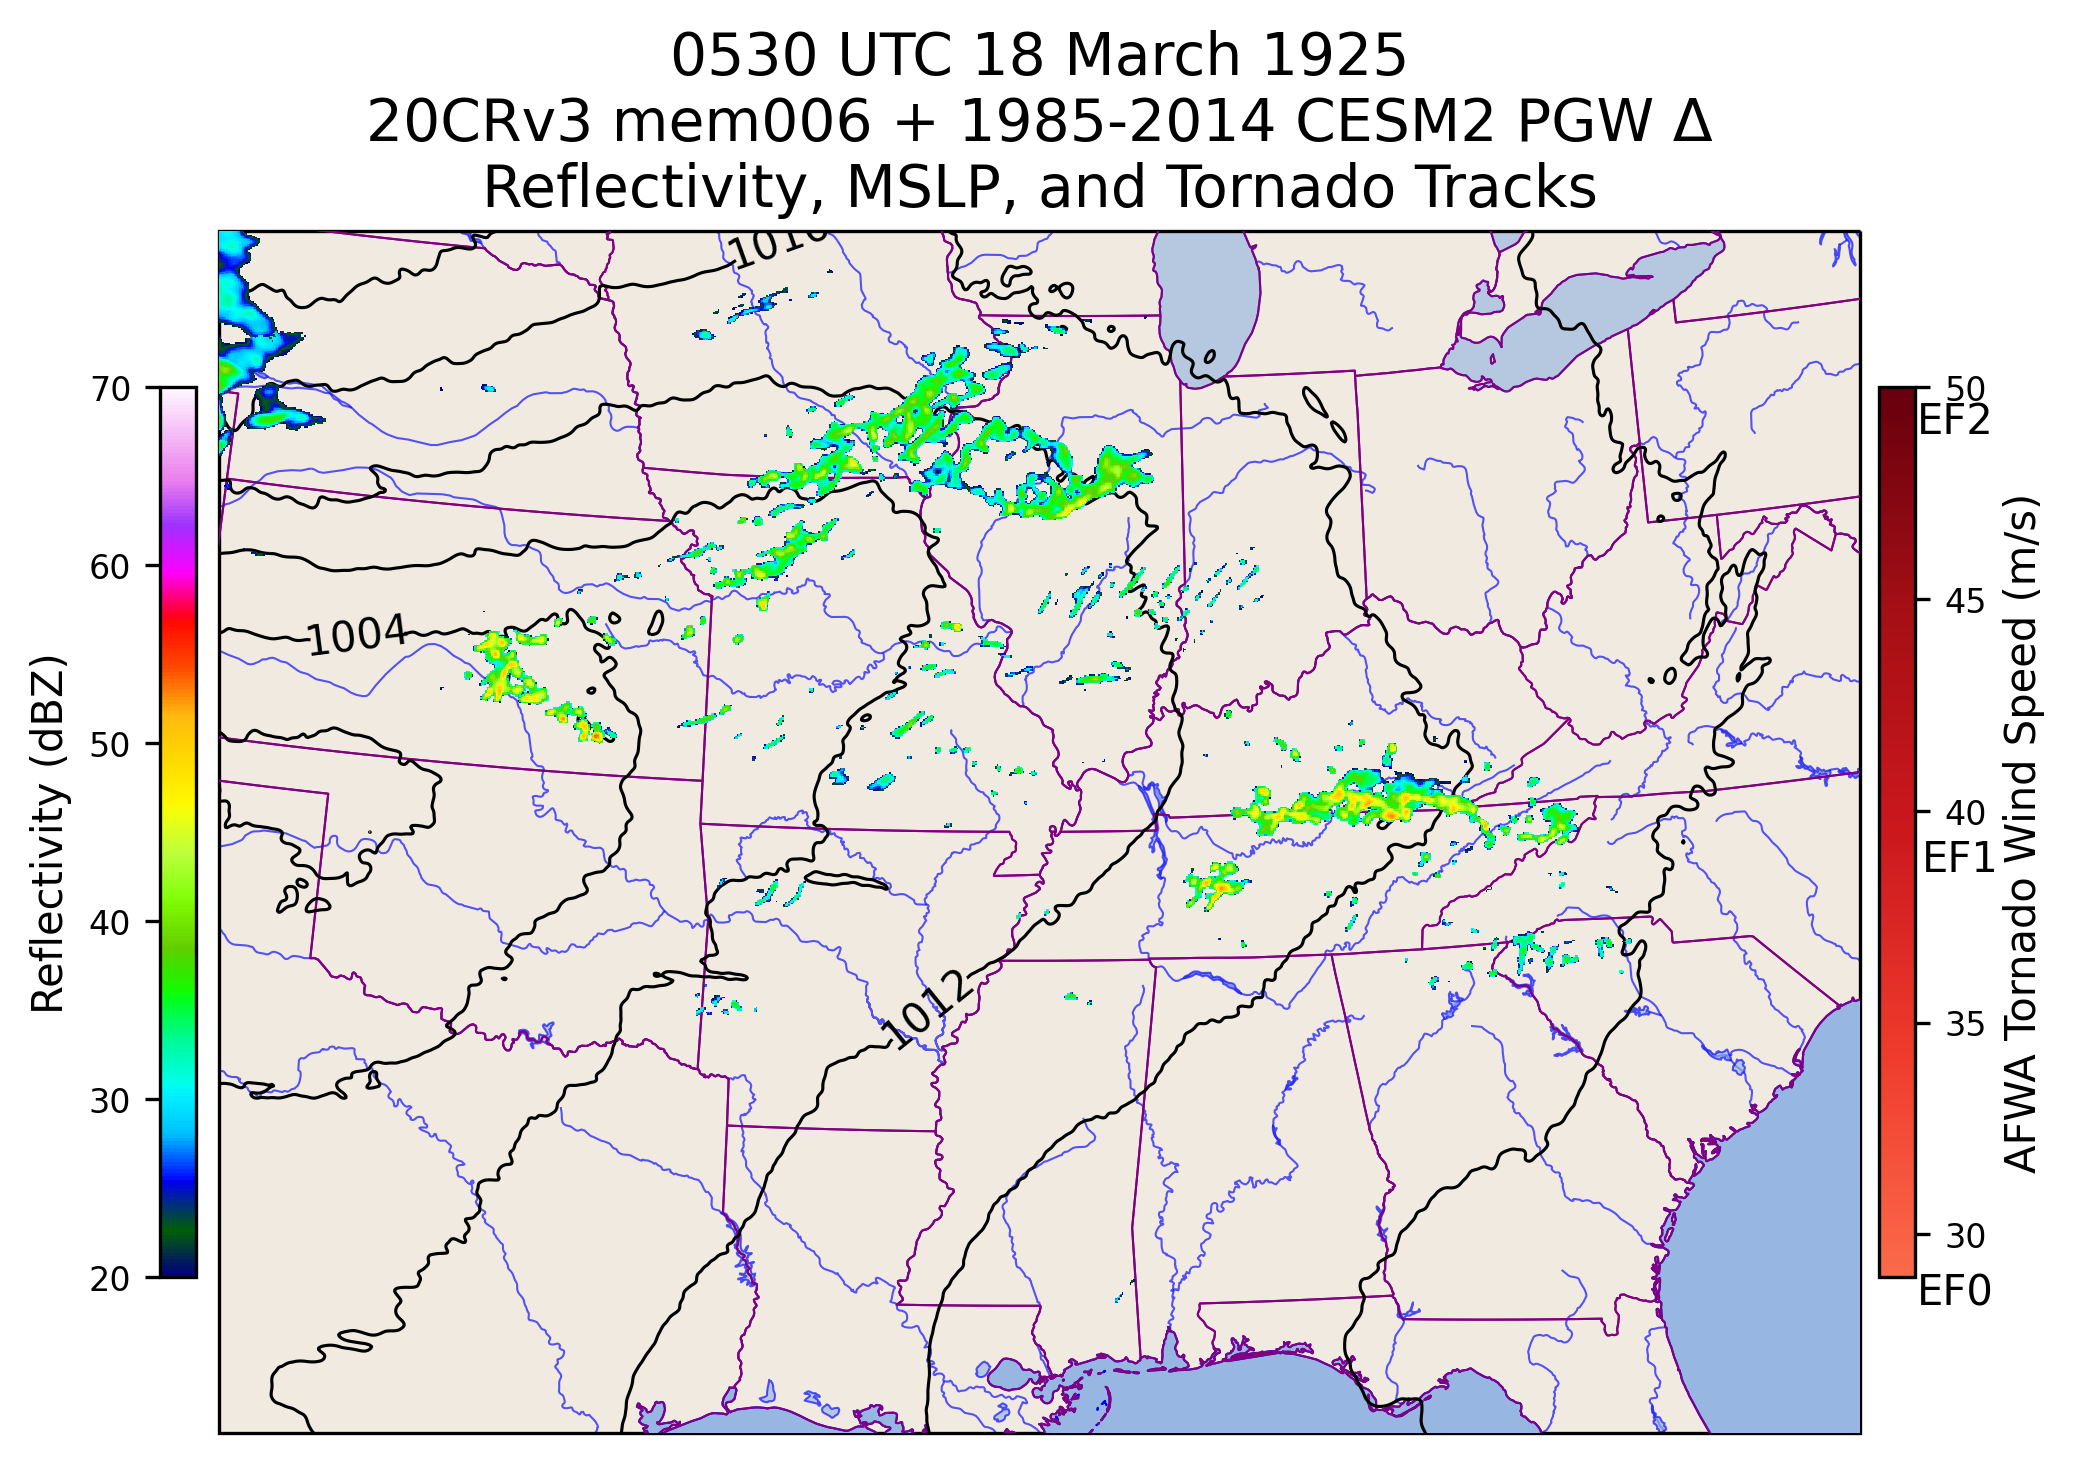 0530 UTC 18 March 1925
20CRv3 mem006 + 1985-2014 CESM2 PGW Δ
Reflectivity, MSLP, and Tornado Tracks
1004
1012
70
60
50
40
30
20
Reflectivity (dBZ)
50
EF2
45
40
EF1
35
30
EF0
AFWA Tornado Wind Speed (m/s)